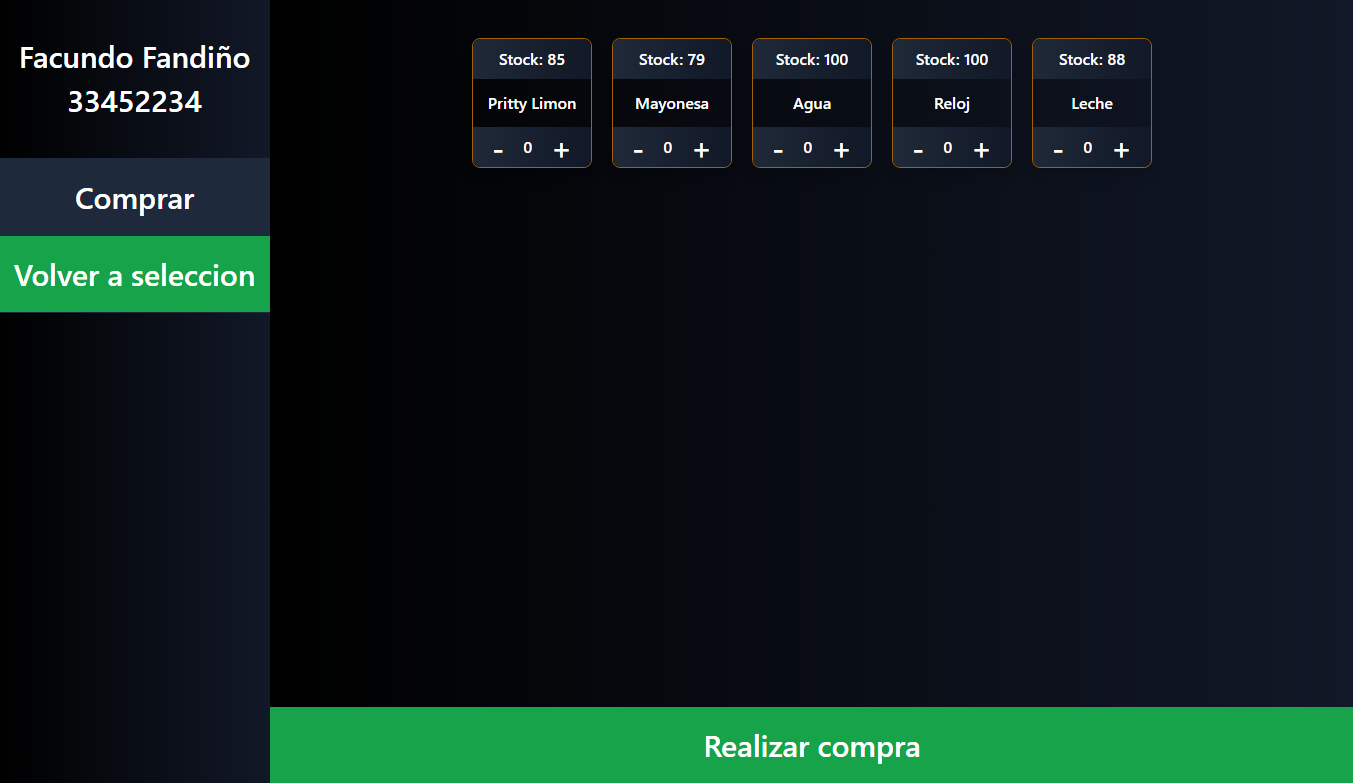 Facundo Fandiño
33452234
Comprar
Volver a seleccion
Stock: 85
Pritty Limon
- 0 +
Stock: 79
Mayonesa
- 0 +
Stock: 100
Agua
- 0 +
Stock: 100
Reloj
- 0 +
Stock: 88
Leche
- 0 +
Realizar compra